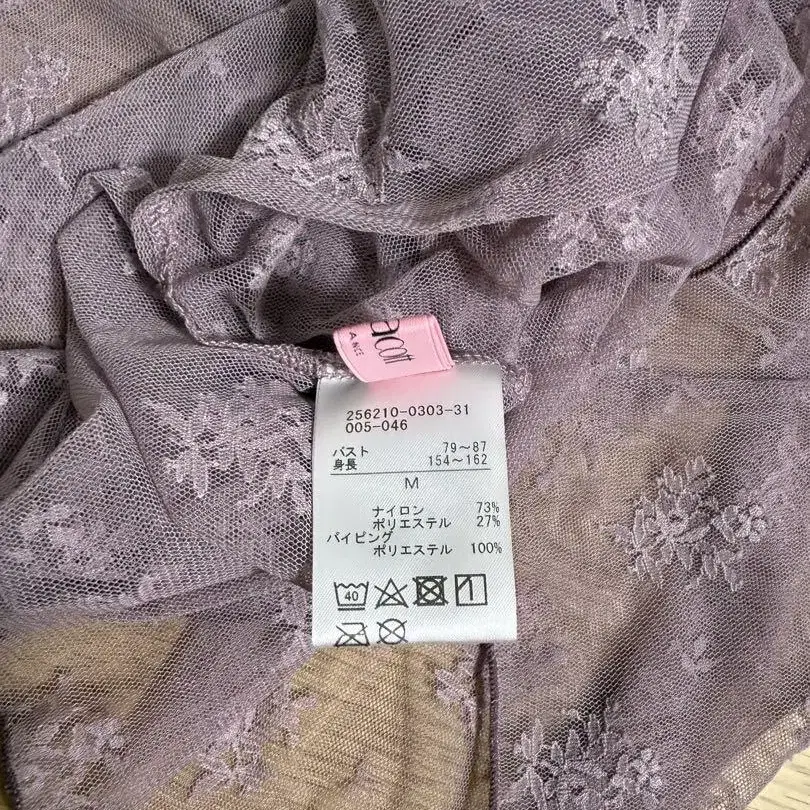 acott
ANCE
256210-0303-31
005-046
バスト 79～87
身長 154～162
M
ナイロン 73%
ポリエステル 27%
パイピング
ポリエステル 100%
40